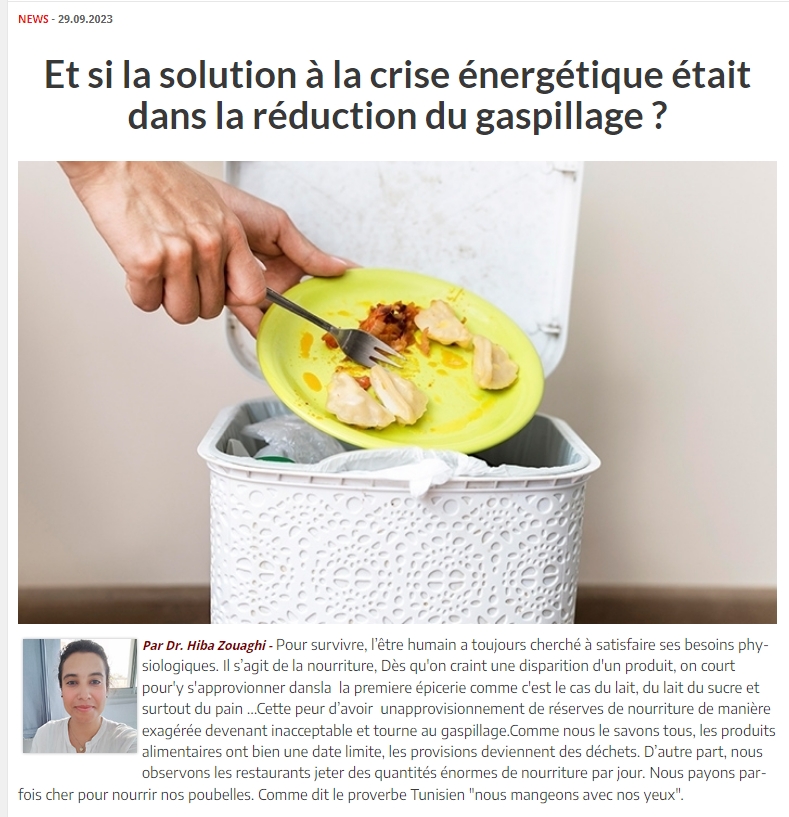 NEWS - 29.09.2023
Et si la solution à la crise énergétique était
dans la réduction du gaspillage ?
Par Dr. Hiba Zouaghi - Pour survivre, l'être humain a toujours cherché à satisfaire ses besoins phy-
siologiques. Il s'agit de la nourriture, Dès qu'on craint une disparition d'un produit, on court
pour'y s'approvionner dansla la premiere épicerie comme c'est le cas du lait, du lait du sucre et
surtout du pain ...Cette peur d'avoir unapprovisionnement de réserves de nourriture de manière
exagérée devenant inacceptable et tourne au gaspillage.Comme nous le savons tous, les produits
alimentaires ont bien une date limite, les provisions deviennent des déchets. D'autre part, nous
observons les restaurants jeter des quantités énormes de nourriture par jour. Nous payons par-
fois cher pour nourrir nos poubelles. Comme dit le proverbe Tunisien "nous mangeons avec nos yeux".